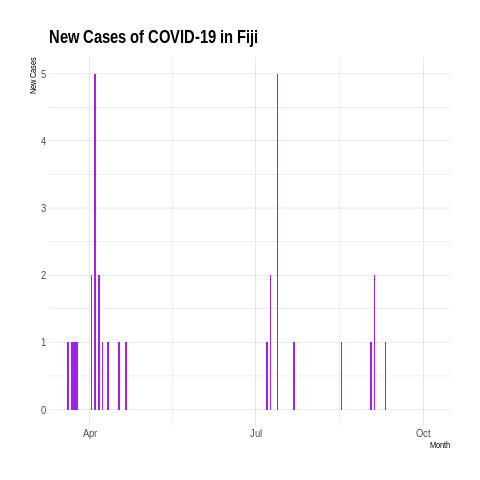 New Cases of COVID-19 in Fiji
New Cases
5
4
3
2
1
0
Apr
Jul
Oct
Month